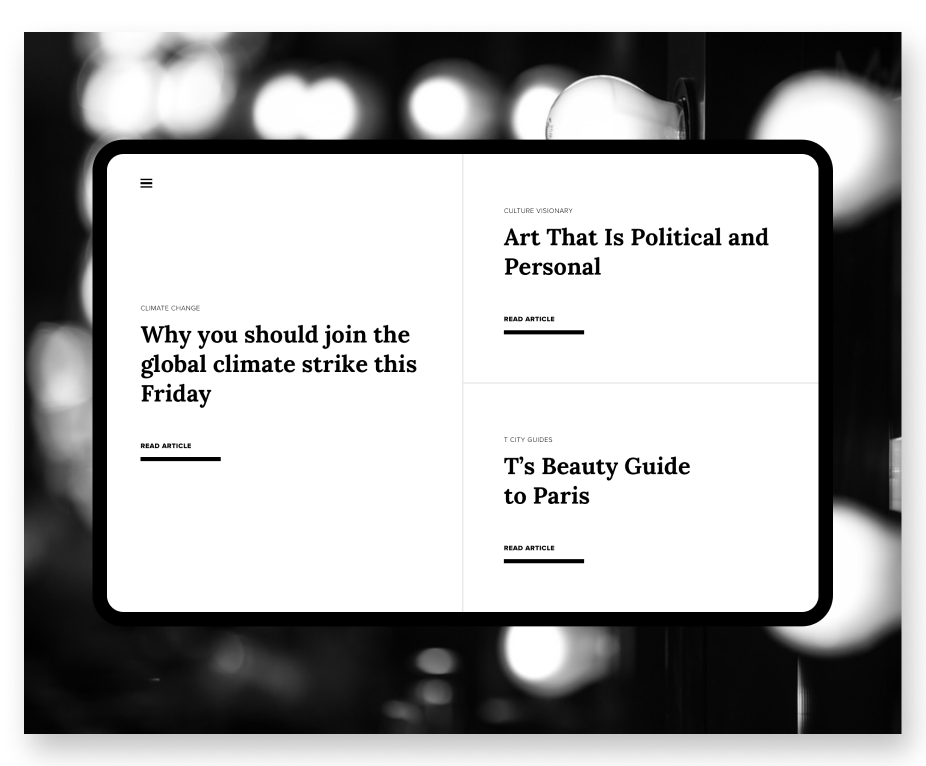 CLIMATE CHANGE
Why you should join the
global climate strike this
Friday
READ ARTICLE
CULTURE VISIONARY
Art That Is Political and
Personal
READ ARTICLE
T CITY GUIDES
T’s Beauty Guide
to Paris
READ ARTICLE